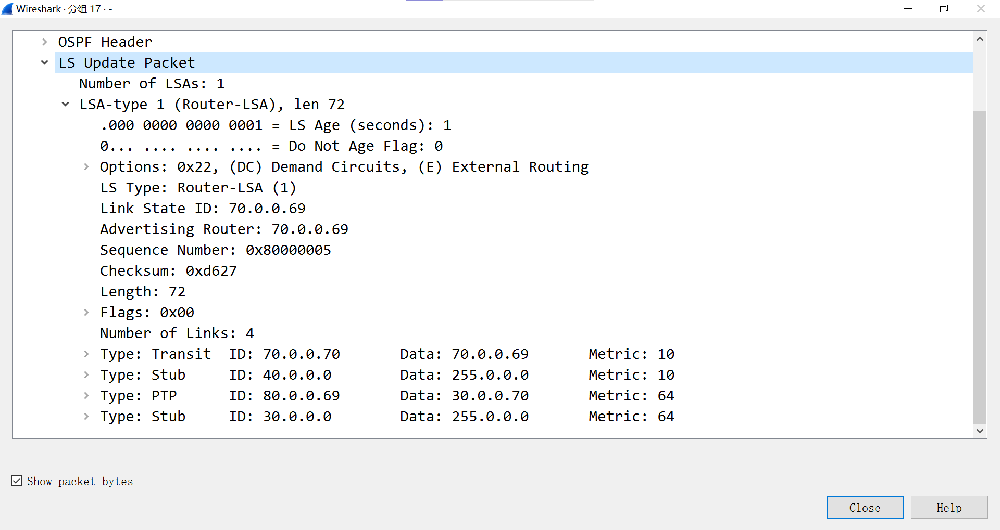 Wireshark · 分组 17 · -
OSPF Header
LS Update Packet
Number of LSAs: 1
LSA-type 1 (Router-LSA), len 72
.000 0000 0000 0001 = LS Age (seconds): 1
0... .... .... .... = Do Not Age Flag: 0
Options: 0x22, (DC) Demand Circuits, (E) External Routing
LS Type: Router-LSA (1)
Link State ID: 70.0.0.69
Advertising Router: 70.0.0.69
Sequence Number: 0x80000005
Checksum: 0xd627
Length: 72
Flags: 0x00
Number of Links: 4
Type: Transit  ID: 70.0.0.70       Data: 70.0.0.69       Metric: 10
Type: Stub     ID: 40.0.0.0        Data: 255.0.0.0       Metric: 10
Type: PTP      ID: 80.0.0.69       Data: 30.0.0.70       Metric: 64
Type: Stub     ID: 30.0.0.0        Data: 255.0.0.0       Metric: 64
Show packet bytes
Close Help